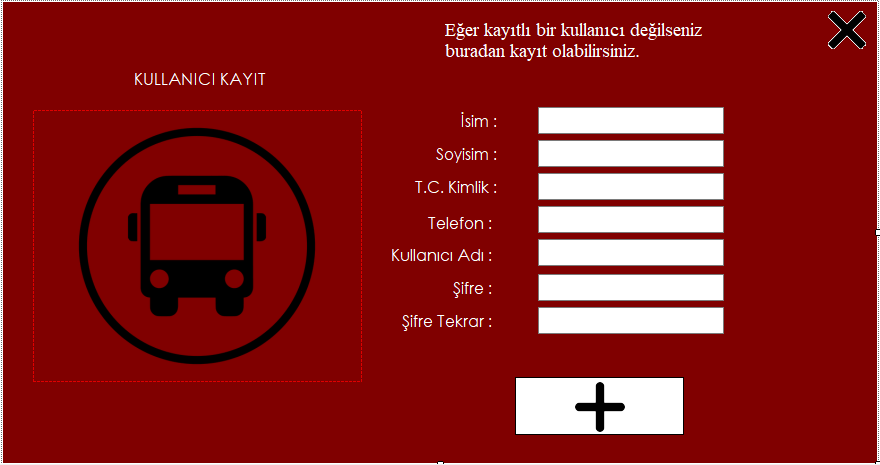 Eğer kayıtlı bir kullanıcı değilseniz
buradan kayıt olabilirsiniz.
KULLANICI KAYIT
İsim :
Soyisim :
T.C. Kimlik :
Telefon :
Kullanıcı Adı :
Şifre :
Şifre Tekrar :